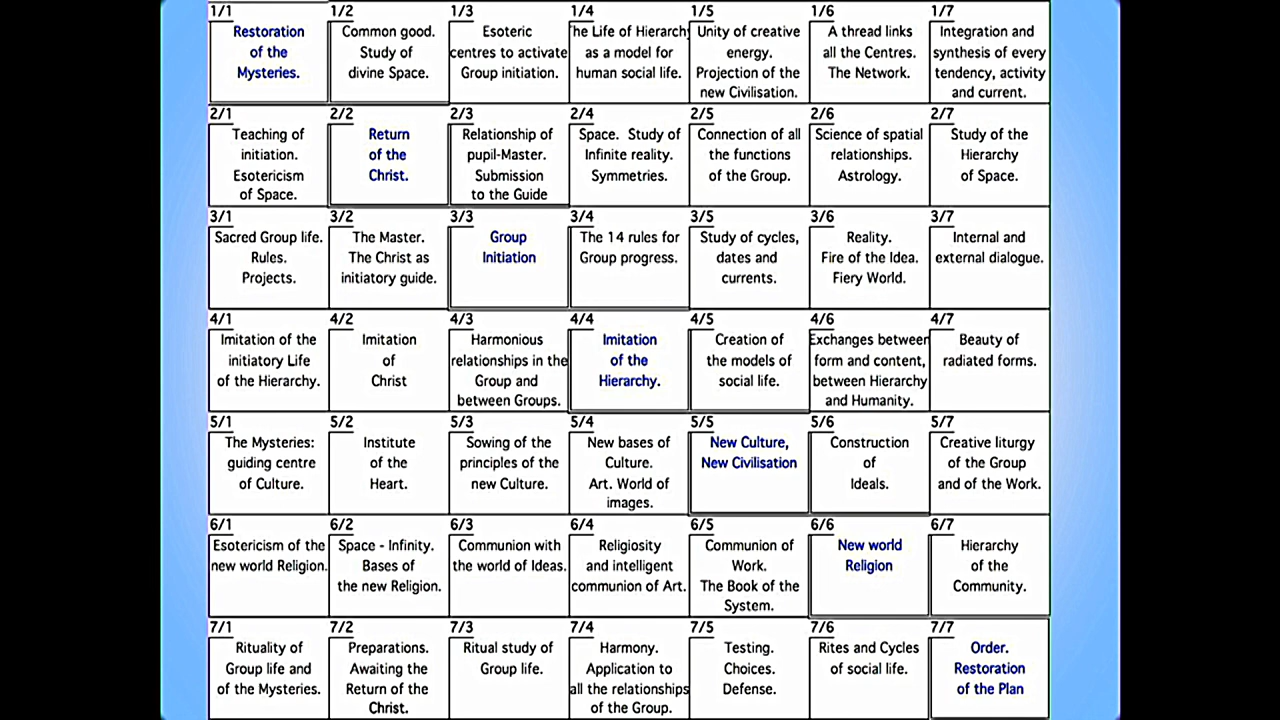 1/1
Restoration
of the
Mysteries.
1/2
Common good.
Study of
divine Space.
1/3
Esoteric
centres to activate
Group initiation.
1/4
he Life of Hierarchy
as a model for
human social life.
1/5
Unity of creative
energy.
Projection of the
new Civilisation.
1/6
A thread links
all the Centres.
The Network.
1/7
Integration and
synthesis of every
tendency, activity
and current.
2/1
Teaching of
initiation.
Esotericism
of Space.
2/2
Return
of the
Christ.
2/3
Relationship of
pupil-Master.
Submission
to the Guide
2/4
Space. Study of
Infinite reality.
Symmetries.
2/5
Connection of all
the functions
of the Group.
2/6
Science of spatial
relationships.
Astrology.
2/7
Study of the
Hierarchy
of Space.
3/1
Sacred Group life.
Rules.
Projects.
3/2
The Master.
The Christ as
initiatory guide.
3/3
Group
Initiation
3/4
The 14 rules for
Group progress.
3/5
Study of cycles,
dates and
currents.
3/6
Reality.
Fire of the Idea.
Fiery World.
3/7
Internal and
external dialogue.
4/1
Imitation of the
initiatory Life
of the Hierarchy.
4/2
Imitation
of
Christ
4/3
Harmonious
relationships in the
Group and
between Groups.
4/4
Imitation
of the
Hierarchy.
4/5
Creation of
the models of
social life.
4/6
Exchanges between
form and content,
between Hierarchy
and Humanity.
4/7
Beauty of
radiated forms.
5/1
The Mysteries:
guiding centre
of Culture.
5/2
Institute
of the
Heart.
5/3
Sowing of the
principles of the
new Culture.
5/4
New bases of
Culture.
Art. World of
images.
5/5
New Culture,
New Civilisation
5/6
Construction
of
Ideals.
5/7
Creative liturgy
of the Group
and of the Work.
6/1
Esotericism of the
new world Religion.
6/2
Space - Infinity.
Bases of
the new Religion.
6/3
Communion with
the world of Ideas.
6/4
Religiosity
and intelligent
communion of Art.
6/5
Communion of
Work.
The Book of the
System.
6/6
New world
Religion
6/7
Hierarchy
of the
Community.
7/1
Rituality of
Group life and
of the Mysteries.
7/2
Preparations.
Awaiting the
Return of the
Christ.
7/3
Ritual study of
Group life.
7/4
Harmony.
Application to
all the relationships
of the Group.
7/5
Testing.
Choices.
Defense.
7/6
Rites and Cycles
of social life.
7/7
Order.
Restoration
of the Plan